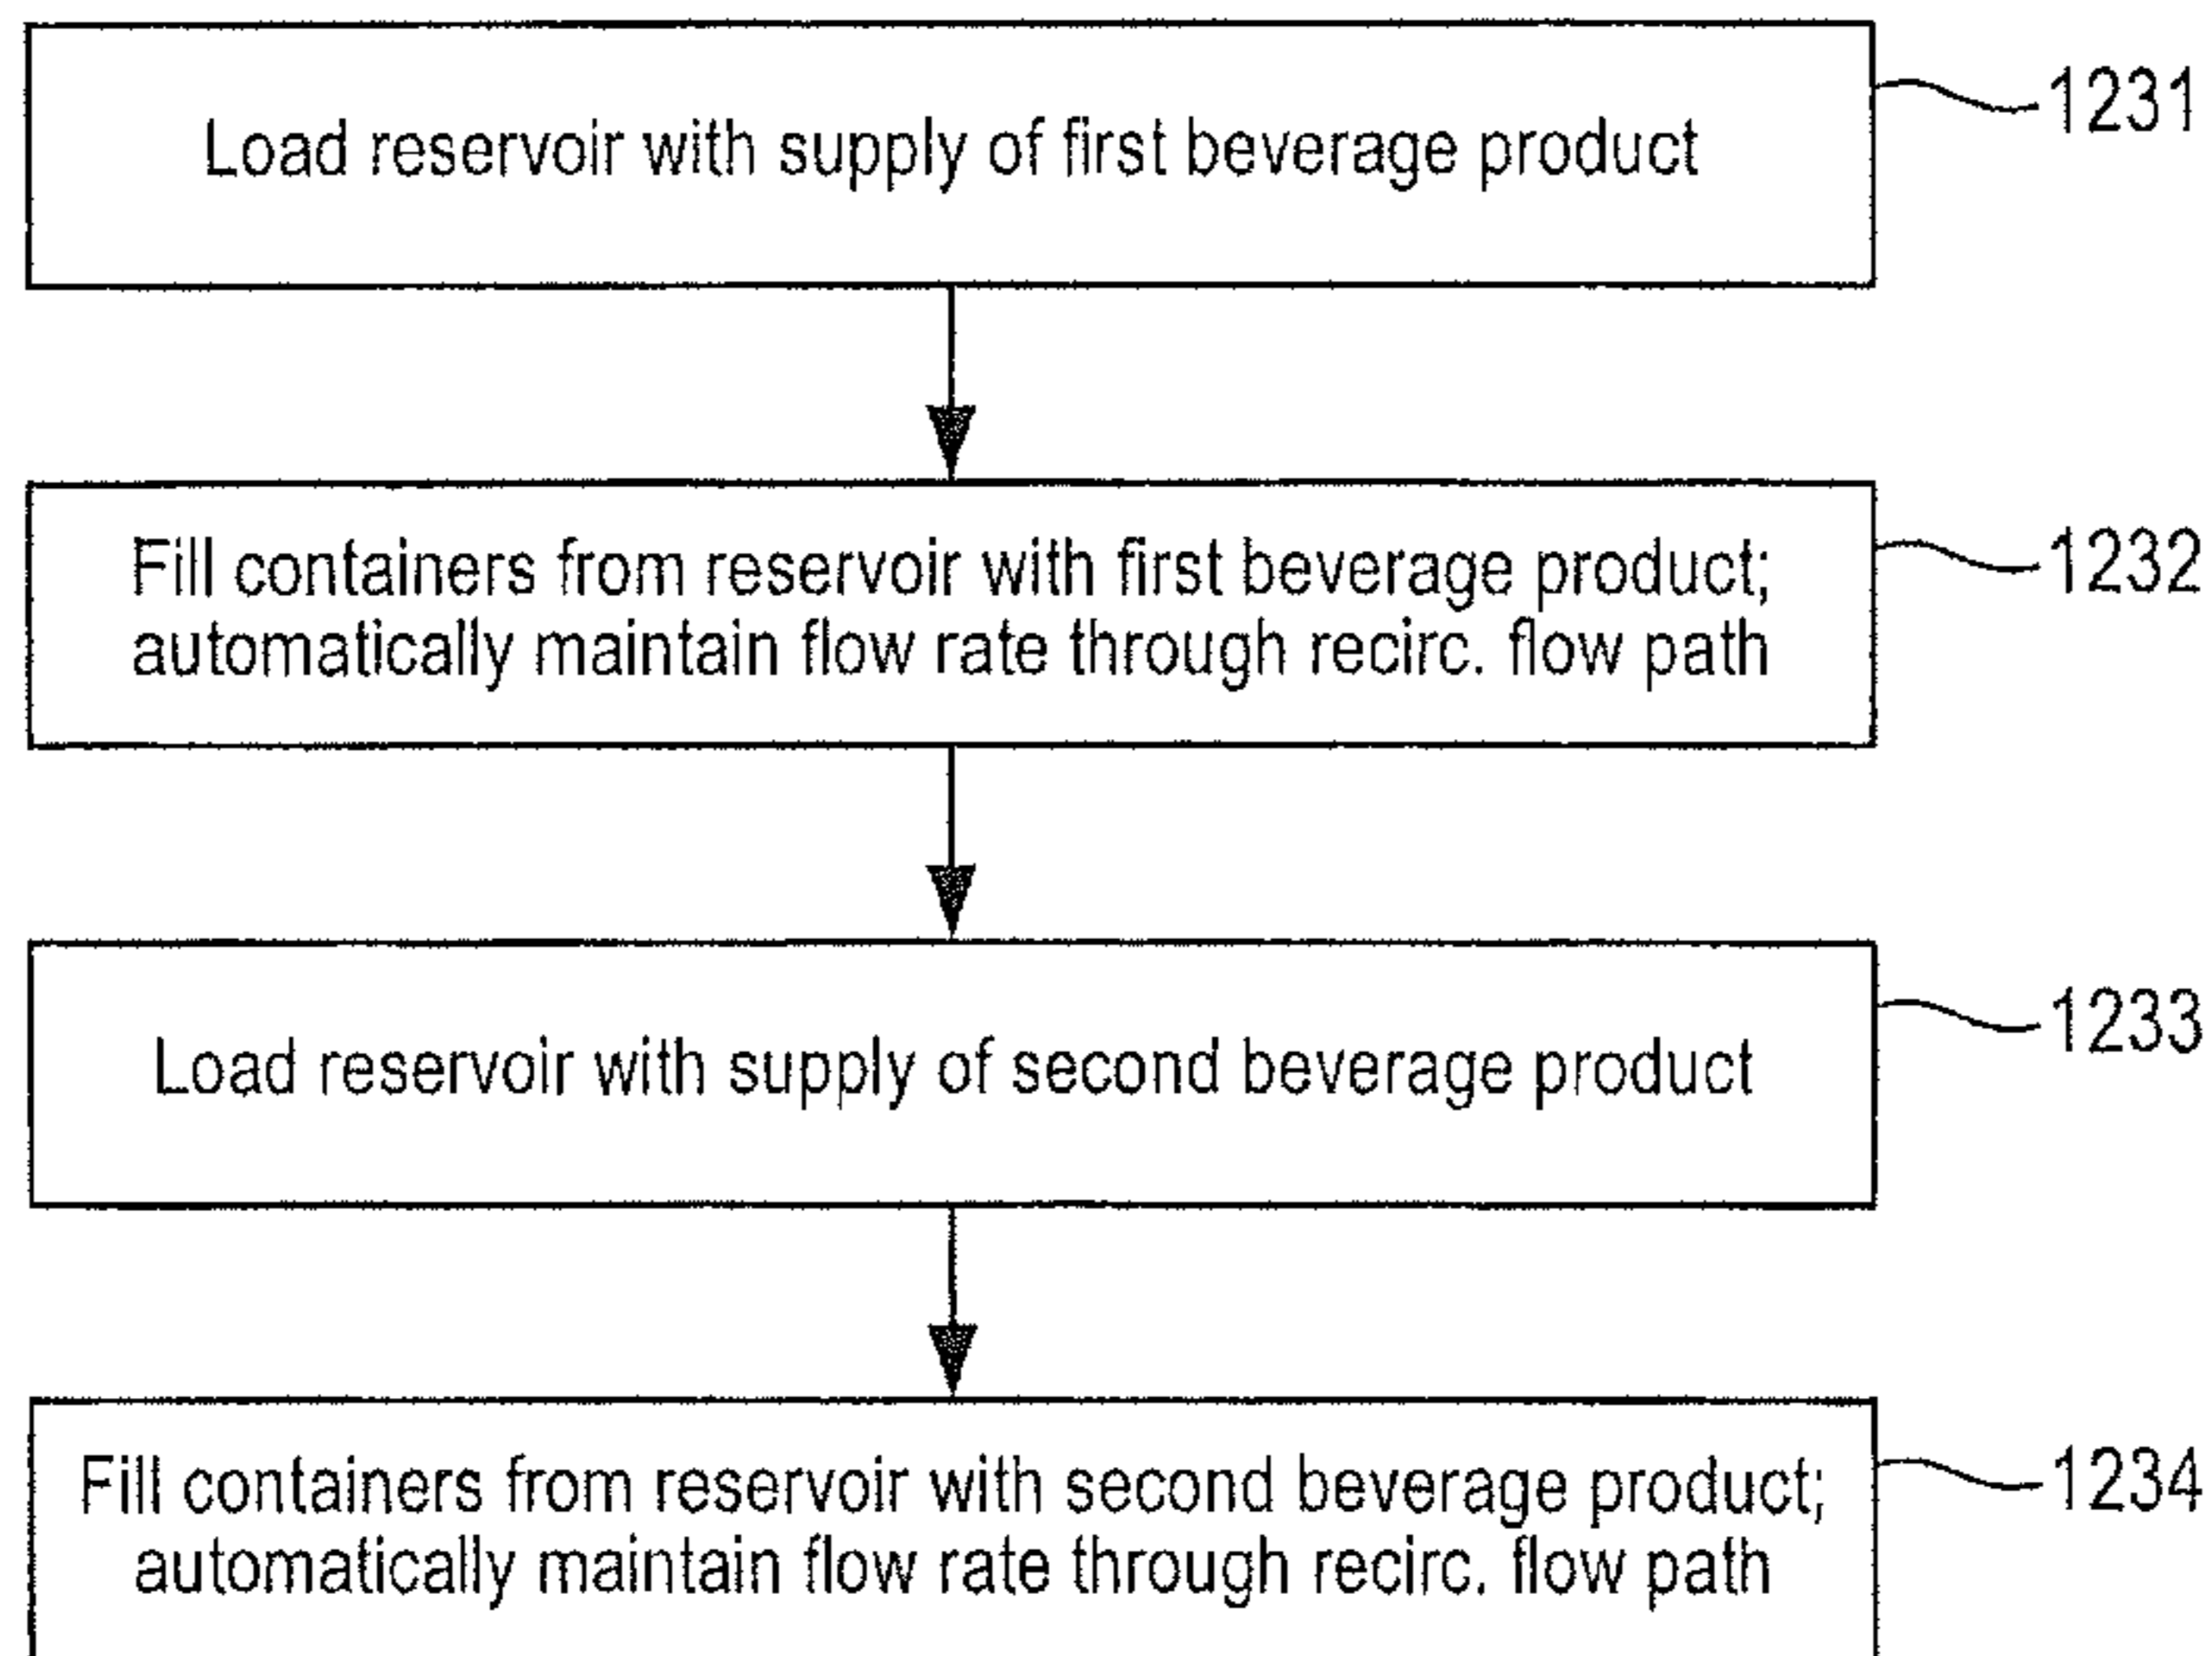 Load reservoir with supply of first beverage product
1231
Fill containers from reservoir with first beverage product;
automatically maintain flow rate through recirc. flow path
1232
Load reservoir with supply of second beverage product
1233
Fill containers from reservoir with second beverage product;
automatically maintain flow rate through recirc. flow path
1234